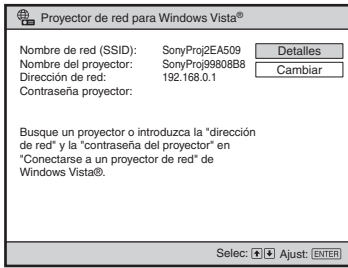 Proyector de red para Windows Vista®
Nombre de red (SSID): SonyProj2EA509
Nombre del proyector: SonyProj99808B8
Dirección de red: 192.168.0.1
Contraseña proyector:
Detalles
Cambiar
Busque un proyector o introduzca la "dirección
de red" y la "contraseña del proyector" en
"Conectarse a un proyector de red" de
Windows Vista®.
Selec: Ajust: ENTER